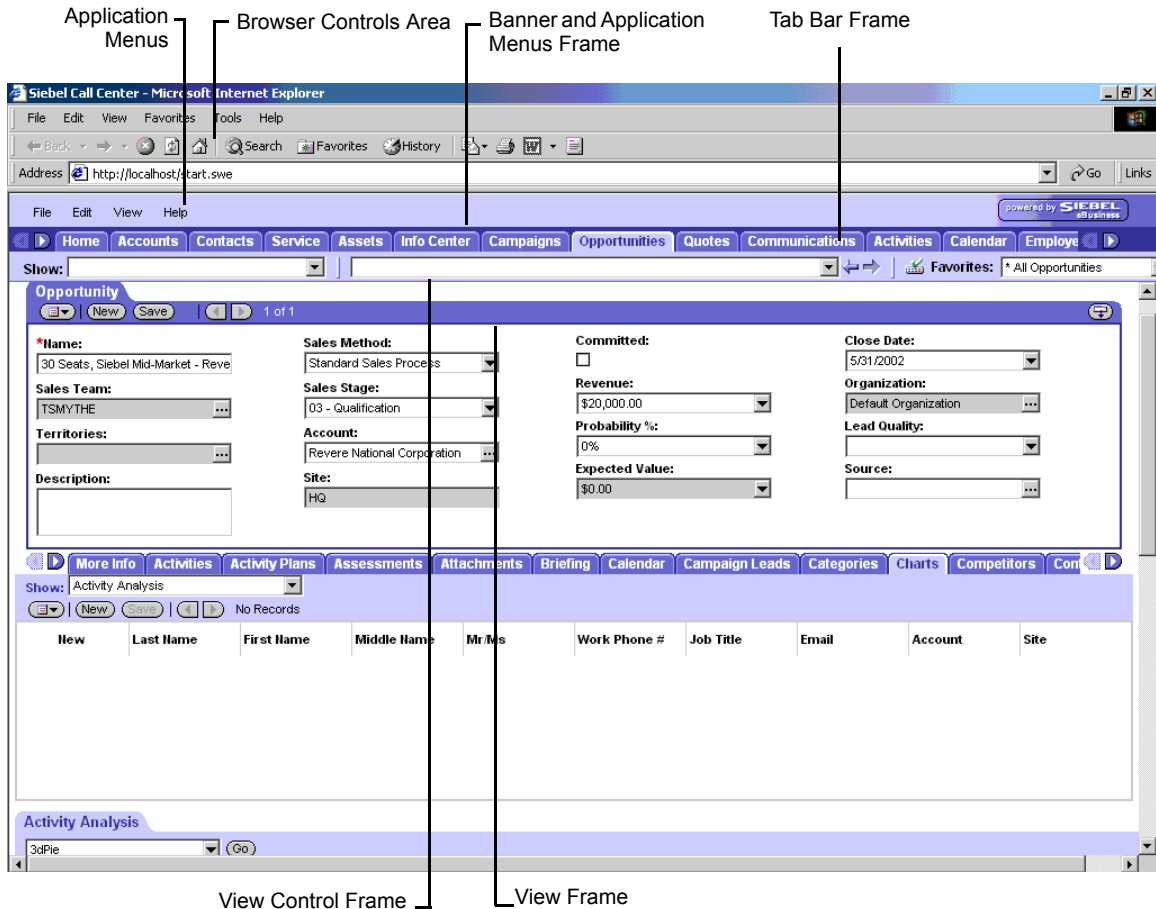 Application
Menus
Browser Controls Area
Banner and Application
Menus Frame
Tab Bar Frame
Siebel Call Center - Microsoft Internet Explorer
File Edit View Favorites Tools Help
Back Search Favorites History
Address http://localhost/start.swe Go Links
File Edit View Help
powered by SIEBEL
eBusiness
Home Accounts Contacts Service Assets Info Center Campaigns Opportunities Quotes Communications Activities Calendar Employe
Show: Favorites: * All Opportunities
Opportunity
New Save 1 of 1
*Name: Sales Method: Committed: Close Date:
30 Seats, Siebel Mid-Market - Reve Standard Sales Process 5/31/2002
Sales Team: Sales Stage: Revenue: Organization:
TSMYTHE 03 - Qualification $20,000.00 Default Organization
Territories: Account: Probability %: Lead Quality:
Revere National Corporation 0%
Description: Site: Expected Value: Source:
HQ $0.00
More Info Activities Activity Plans Assessments Attachments Briefing Calendar Campaign Leads Categories Charts Competitors Con
Show: Activity Analysis
New Save No Records
New Last Name First Name Middle Name Mr/Ms Work Phone # Job Title Email Account Site
Activity Analysis
3dPie Go
View Control Frame
View Frame